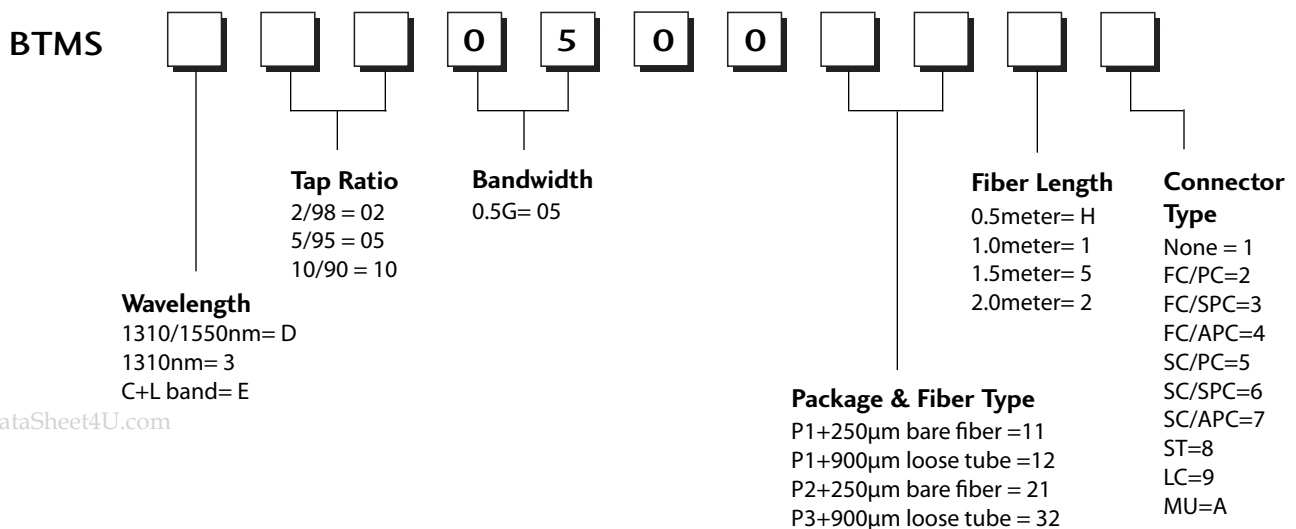 BTMS 0 5 0 0
Tap Ratio
2/98 = 02
5/95 = 05
10/90 = 10
Bandwidth
0.5G= 05
Fiber Length
0.5meter= H
1.0meter= 1
1.5meter= 5
2.0meter= 2
Connector
Type
None = 1
FC/PC=2
FC/SPC=3
FC/APC=4
SC/PC=5
SC/SPC=6
SC/APC=7
ST=8
LC=9
MU=A
Wavelength
1310/1550nm= D
1310nm= 3
C+L band= E
Package & Fiber Type
P1+250µm bare fiber =11
P1+900µm loose tube =12
P2+250µm bare fiber = 21
P3+900µm loose tube = 32
ataSheet4U.com